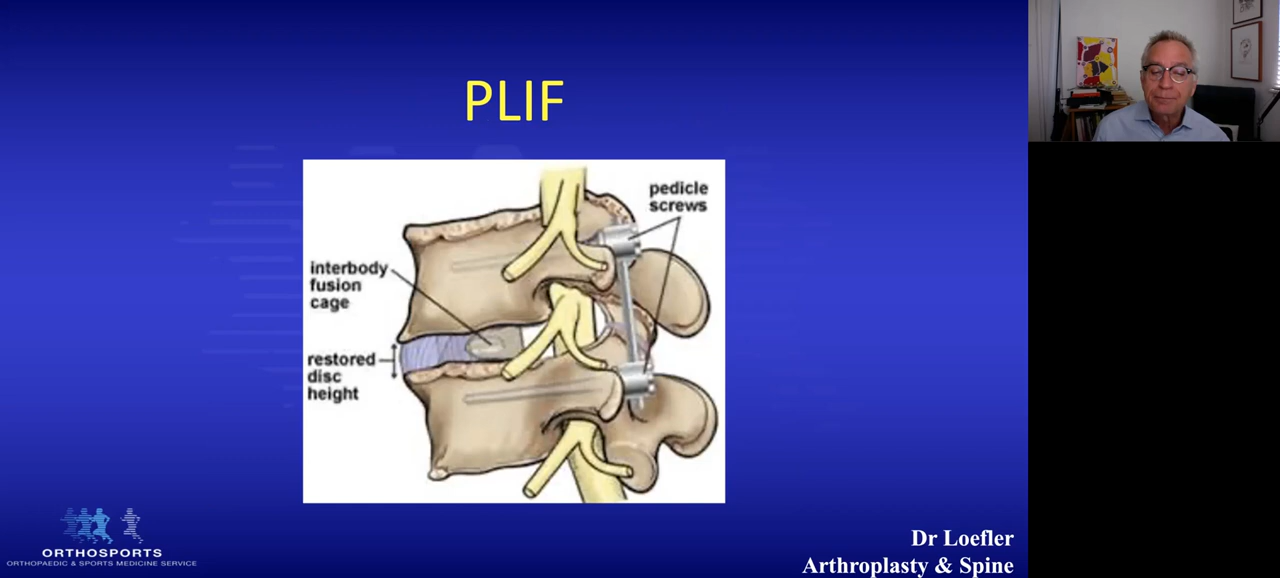 PLIF
pedicle
screws
interbody
fusion
cage
restored
disc
height
ORTHOSPORTS
ORTHOPAEDIC & SPORTS MEDICINE SERVICE
Dr Loefler
Arthroplasty & Spine